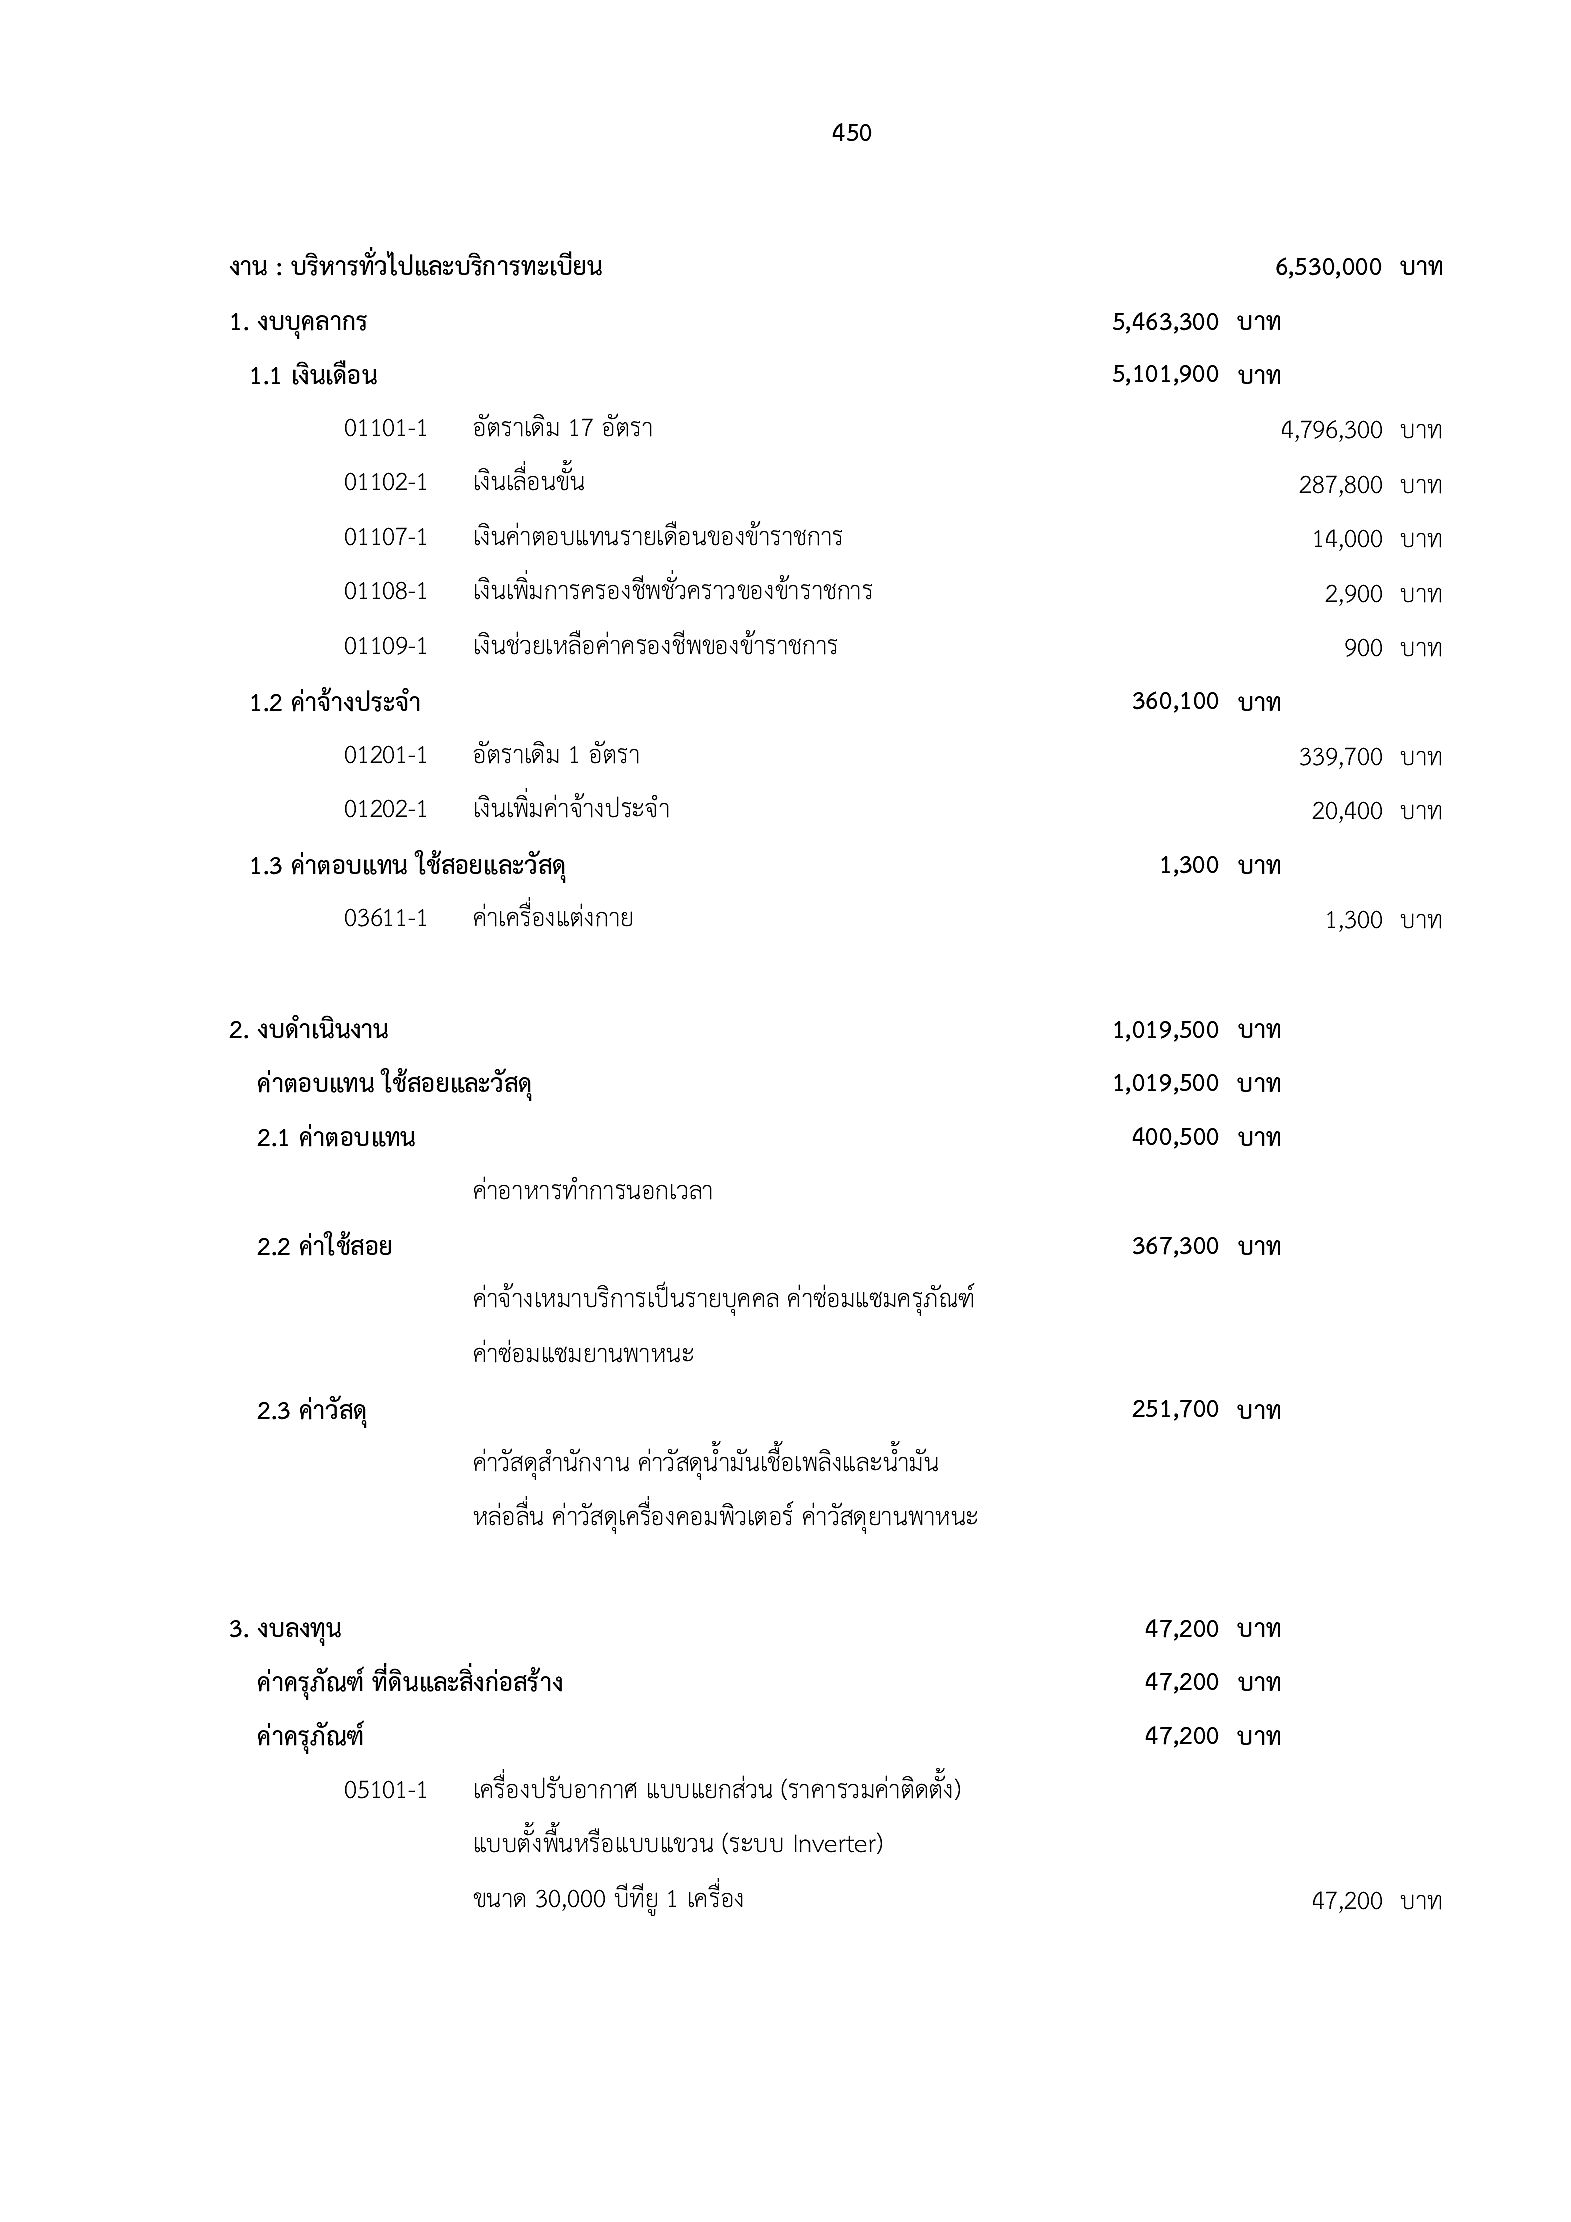 450
งาน : บริหารทั่วไปและบริการทะเบียน 6,530,000 บาท
1. งบบุคลากร 5,463,300 บาท
1.1 เงินเดือน 5,101,900 บาท
01101-1 อัตราเดิม 17 อัตรา 4,796,300 บาท
01102-1 เงินเลื่อนขั้น 287,800 บาท
01107-1 เงินค่าตอบแทนรายเดือนของข้าราชการ 14,000 บาท
01108-1 เงินเพิ่มการครองชีพชั่วคราวของข้าราชการ 2,900 บาท
01109-1 เงินช่วยเหลือค่าครองชีพของข้าราชการ 900 บาท
1.2 ค่าจ้างประจำ 360,100 บาท
01201-1 อัตราเดิม 1 อัตรา 339,700 บาท
01202-1 เงินเพิ่มค่าจ้างประจำ 20,400 บาท
1.3 ค่าตอบแทน ใช้สอยและวัสดุ 1,300 บาท
03611-1 ค่าเครื่องแต่งกาย 1,300 บาท
2. งบดำเนินงาน 1,019,500 บาท
ค่าตอบแทน ใช้สอยและวัสดุ 1,019,500 บาท
2.1 ค่าตอบแทน 400,500 บาท
ค่าอาหารทำการนอกเวลา
2.2 ค่าใช้สอย 367,300 บาท
ค่าจ้างเหมาบริการเป็นรายบุคคล ค่าซ่อมแซมครุภัณฑ์
ค่าซ่อมแซมยานพาหนะ
2.3 ค่าวัสดุ 251,700 บาท
ค่าวัสดุสำนักงาน ค่าวัสดุน้ำมันเชื้อเพลิงและน้ำมัน
หล่อลื่น ค่าวัสดุเครื่องคอมพิวเตอร์ ค่าวัสดุยานพาหนะ
3. งบลงทุน 47,200 บาท
ค่าครุภัณฑ์ ที่ดินและสิ่งก่อสร้าง 47,200 บาท
ค่าครุภัณฑ์ 47,200 บาท
05101-1 เครื่องปรับอากาศ แบบแยกส่วน (ราคารวมค่าติดตั้ง)
แบบตั้งพื้นหรือแบบแขวน (ระบบ Inverter)
ขนาด 30,000 บีทียู 1 เครื่อง 47,200 บาท